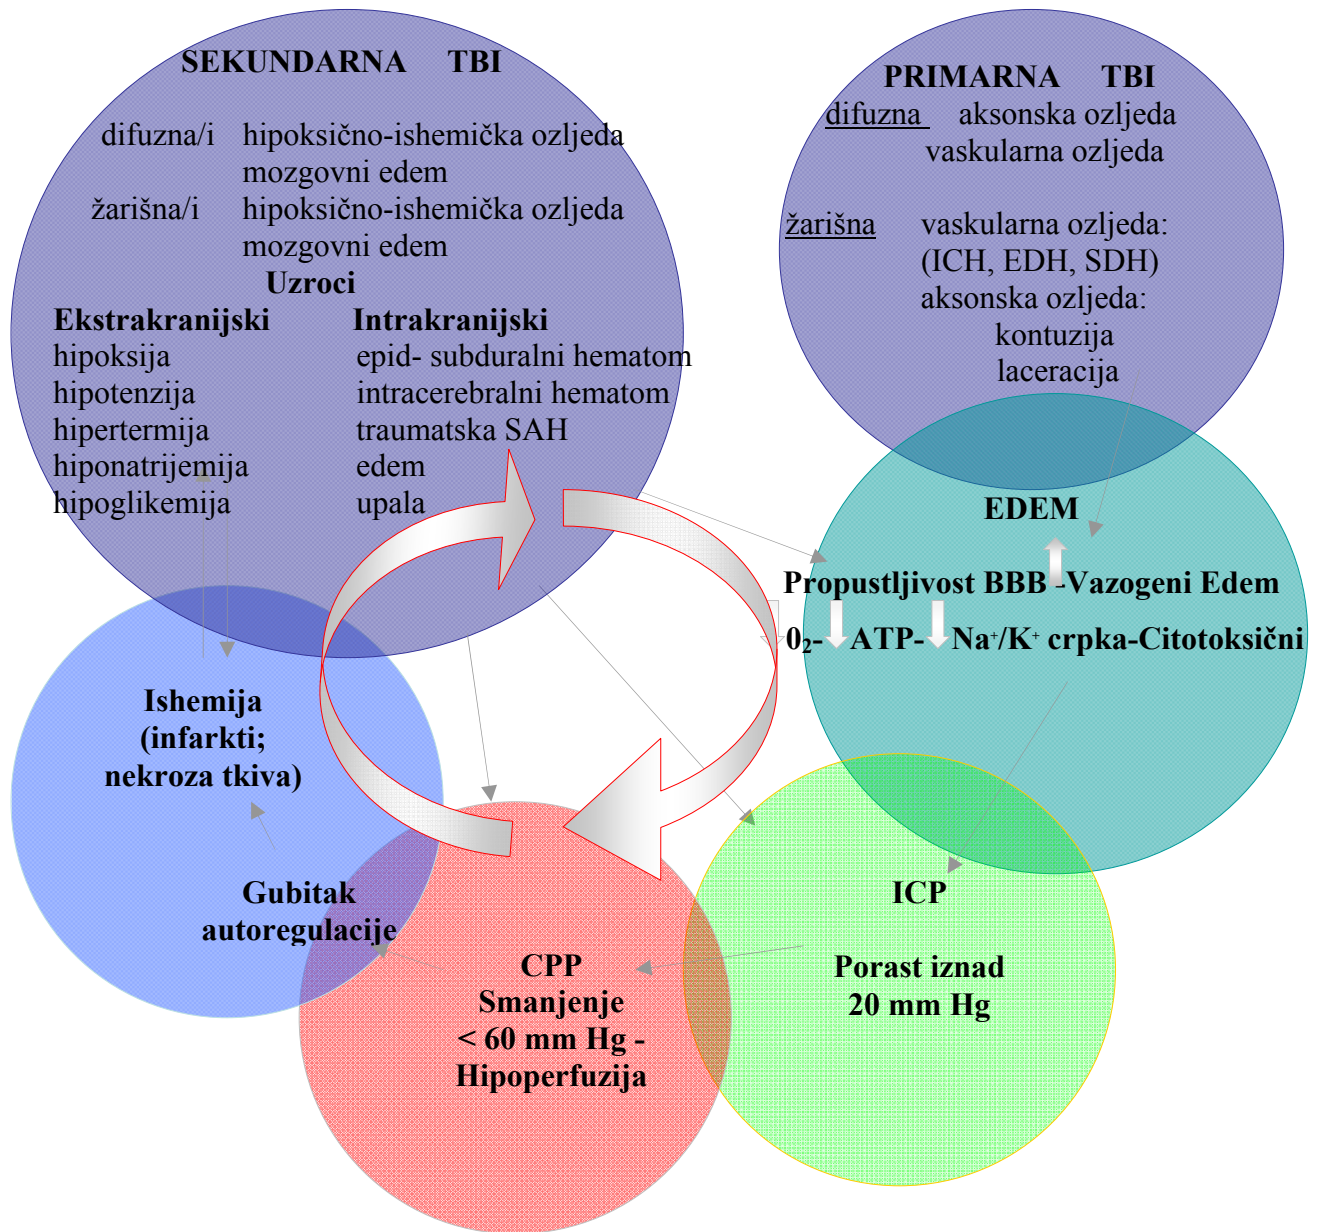 SEKUNDARNA TBI
difuzna/i hipoksično-ishemička ozljeda
mozgovni edem
žarišna/i hipoksično-ishemička ozljeda
mozgovni edem
Uzroci
Ekstrakranijski Intrakranijski
hipoksija epid- subduralni hematom
hipotenzija intracerebralni hematom
hipertermija traumatska SAH
hiponatrijemija edem
hipoglikemija upala
PRIMARNA TBI
difuzna aksonska ozljeda
vaskularna ozljeda
žarišna vaskularna ozljeda:
(ICH, EDH, SDH)
aksonska ozljeda:
kontuzija
laceracija
EDEM
Propustljivost BBB -Vazogeni Edem
0₂- ATP- Na⁺/K⁺ crpka-Citotoksični
ICP
Porast iznad
20 mm Hg
CPP
Smanjenje
< 60 mm Hg -
Hipoperfuzija
Gubitak
autoregulacije
Ishemija
(infarkti;
nekroza tkiva)